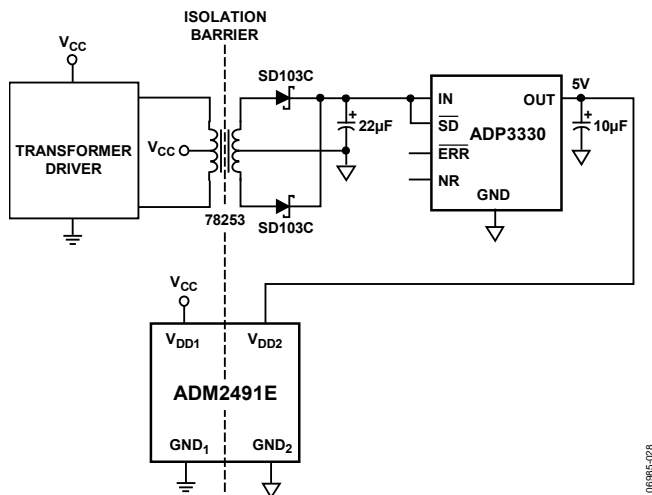 ISOLATION
BARRIER
VCC
SD103C
5V
IN
OUT
SD
ADP3330
ERR
NR
GND
22µF
+
10µF
+
TRANSFORMER
DRIVER
VCC
78253
SD103C
VCC
VDD1
VDD2
ADM2491E
GND1
GND2
06985-028